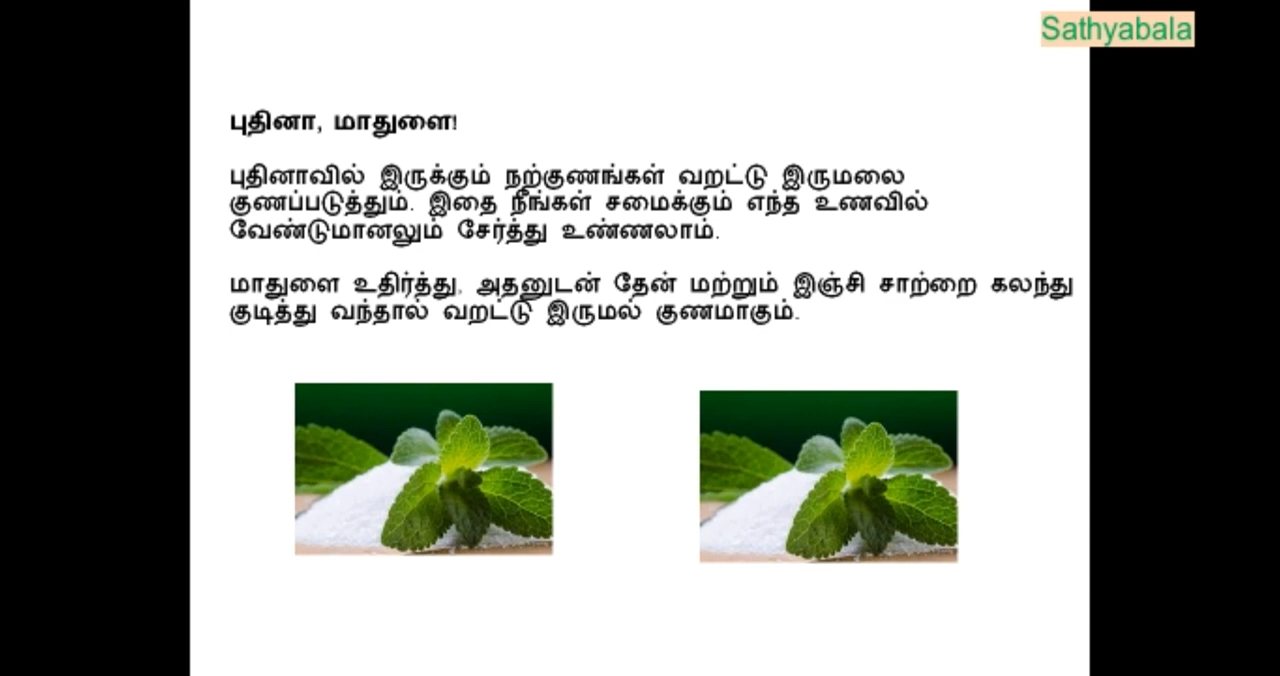 Sathyabala
புதினா, மாதுளை!
புதினாவில் இருக்கும் நற்குணங்கள் வறட்டு இருமலை
குணப்படுத்தும். இதை நீங்கள் சமைக்கும் எந்த உணவில்
வேண்டுமானலும் சேர்த்து உண்ணலாம்.
மாதுளை உதிர்த்து, அதனுடன் தேன் மற்றும் இஞ்சி சாற்றை கலந்து
குடித்து வந்தால் வறட்டு இருமல் குணமாகும்.